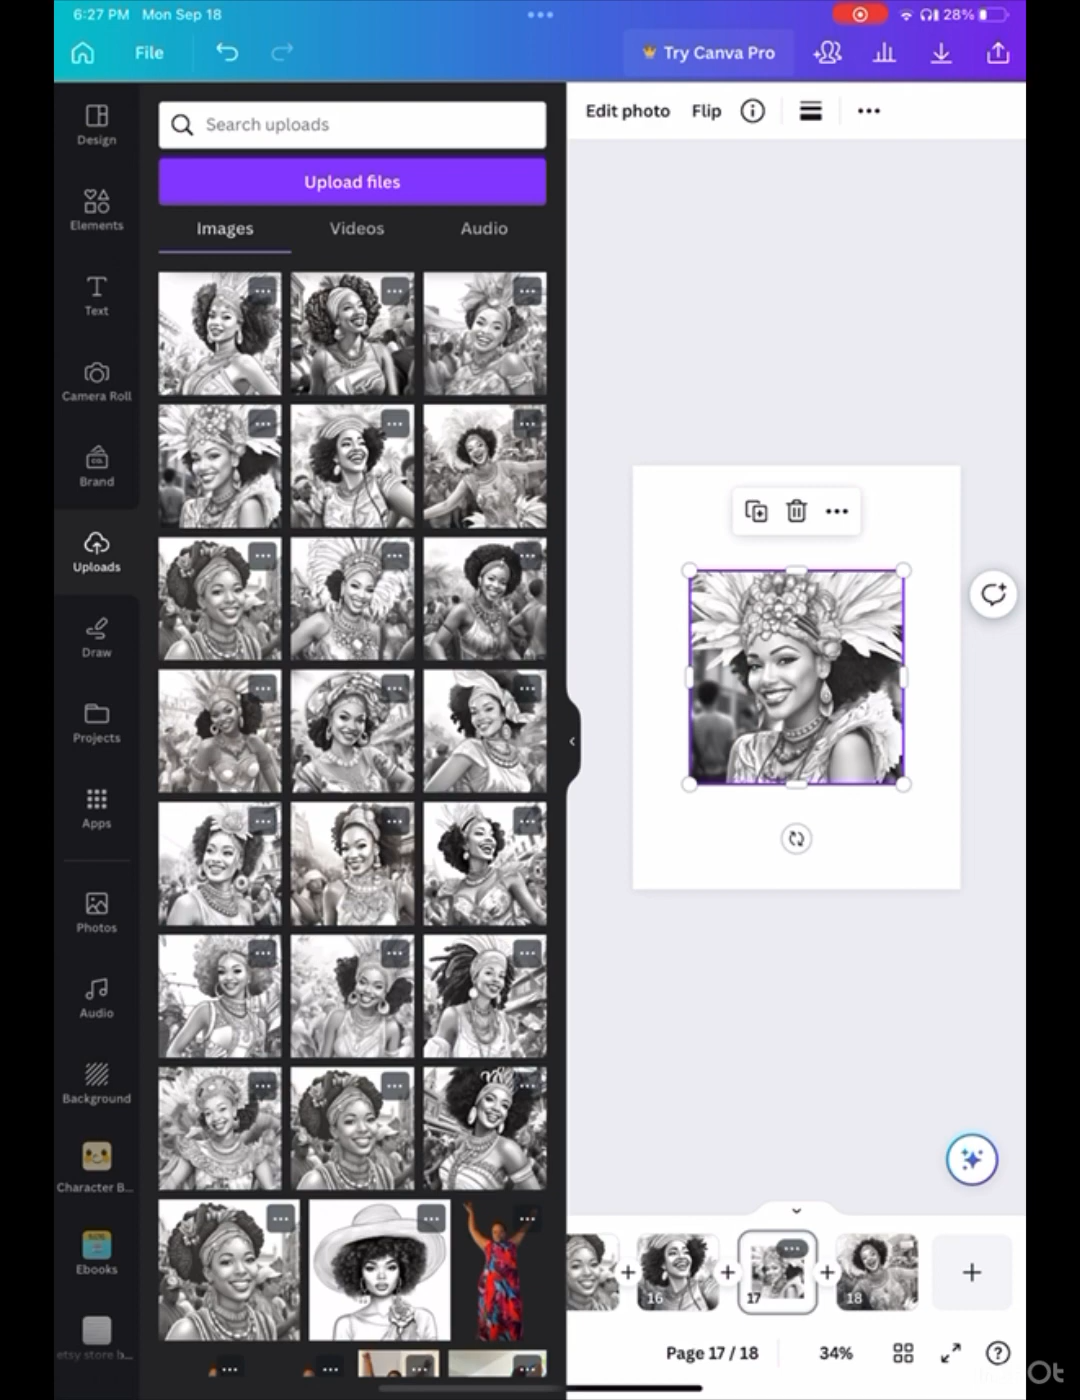 6:27 PM Mon Sep 18
28%
File
Try Canva Pro
Design
Elements
Text
Camera Roll
Brand
Uploads
Draw
Projects
Apps
Photos
Audio
Background
Character B...
Ebooks
etsy store b...
Search uploads
Upload files
Images Videos Audio
Edit photo Flip
16
17
18
Page 17 / 18 34%